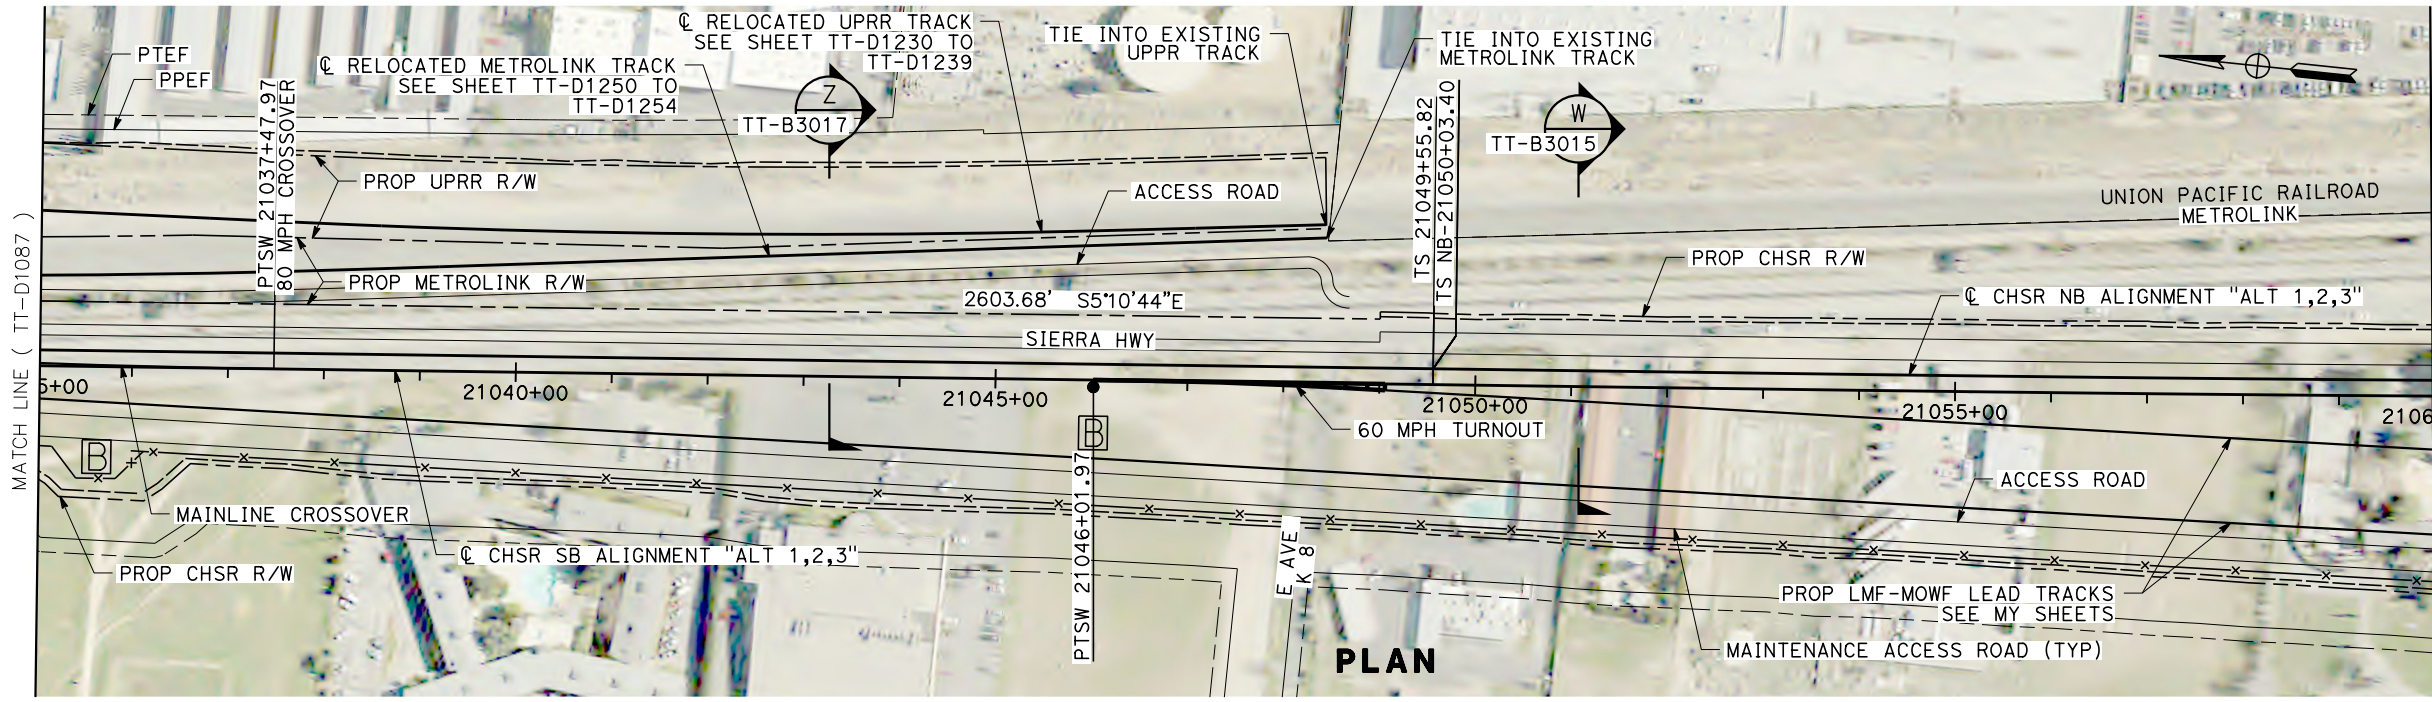 PTEF
PPEF
℄ RELOCATED METROLINK TRACK
SEE SHEET TT-D1250 TO
TT-D1254
℄ RELOCATED UPRR TRACK
SEE SHEET TT-D1230 TO
TT-D1239
TIE INTO EXISTING
UPPR TRACK
TIE INTO EXISTING
METROLINK TRACK
PTSW 21037+47.97
80 MPH CROSSOVER
Z
TT-B3017
TS 21049+55.82
TS NB-21050+03.40
W
TT-B3015
PROP UPRR R/W
ACCESS ROAD
UNION PACIFIC RAILROAD
METROLINK
MATCH LINE ( TT-D1087 )
PROP METROLINK R/W
2603.68' S5°10'44"E
PROP CHSR R/W
℄ CHSR NB ALIGNMENT "ALT 1,2,3"
SIERRA HWY
5+00
21040+00
21045+00
21050+00
21055+00
2106
B
B
60 MPH TURNOUT
PTSW 21046+01.97
MAINLINE CROSSOVER
℄ CHSR SB ALIGNMENT "ALT 1,2,3"
PROP CHSR R/W
E AVE
K 8
ACCESS ROAD
PROP LMF-MOWF LEAD TRACKS
SEE MY SHEETS
MAINTENANCE ACCESS ROAD (TYP)
PLAN